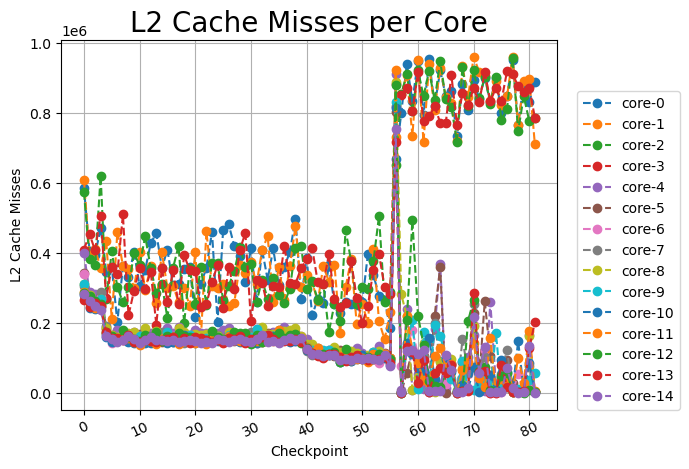 L2 Cache Misses per Core
1e6
1.0
0.8
0.6
0.4
0.2
0.0
L2 Cache Misses
0 10 20 30 40 50 60 70 80
Checkpoint
core-0
core-1
core-2
core-3
core-4
core-5
core-6
core-7
core-8
core-9
core-10
core-11
core-12
core-13
core-14